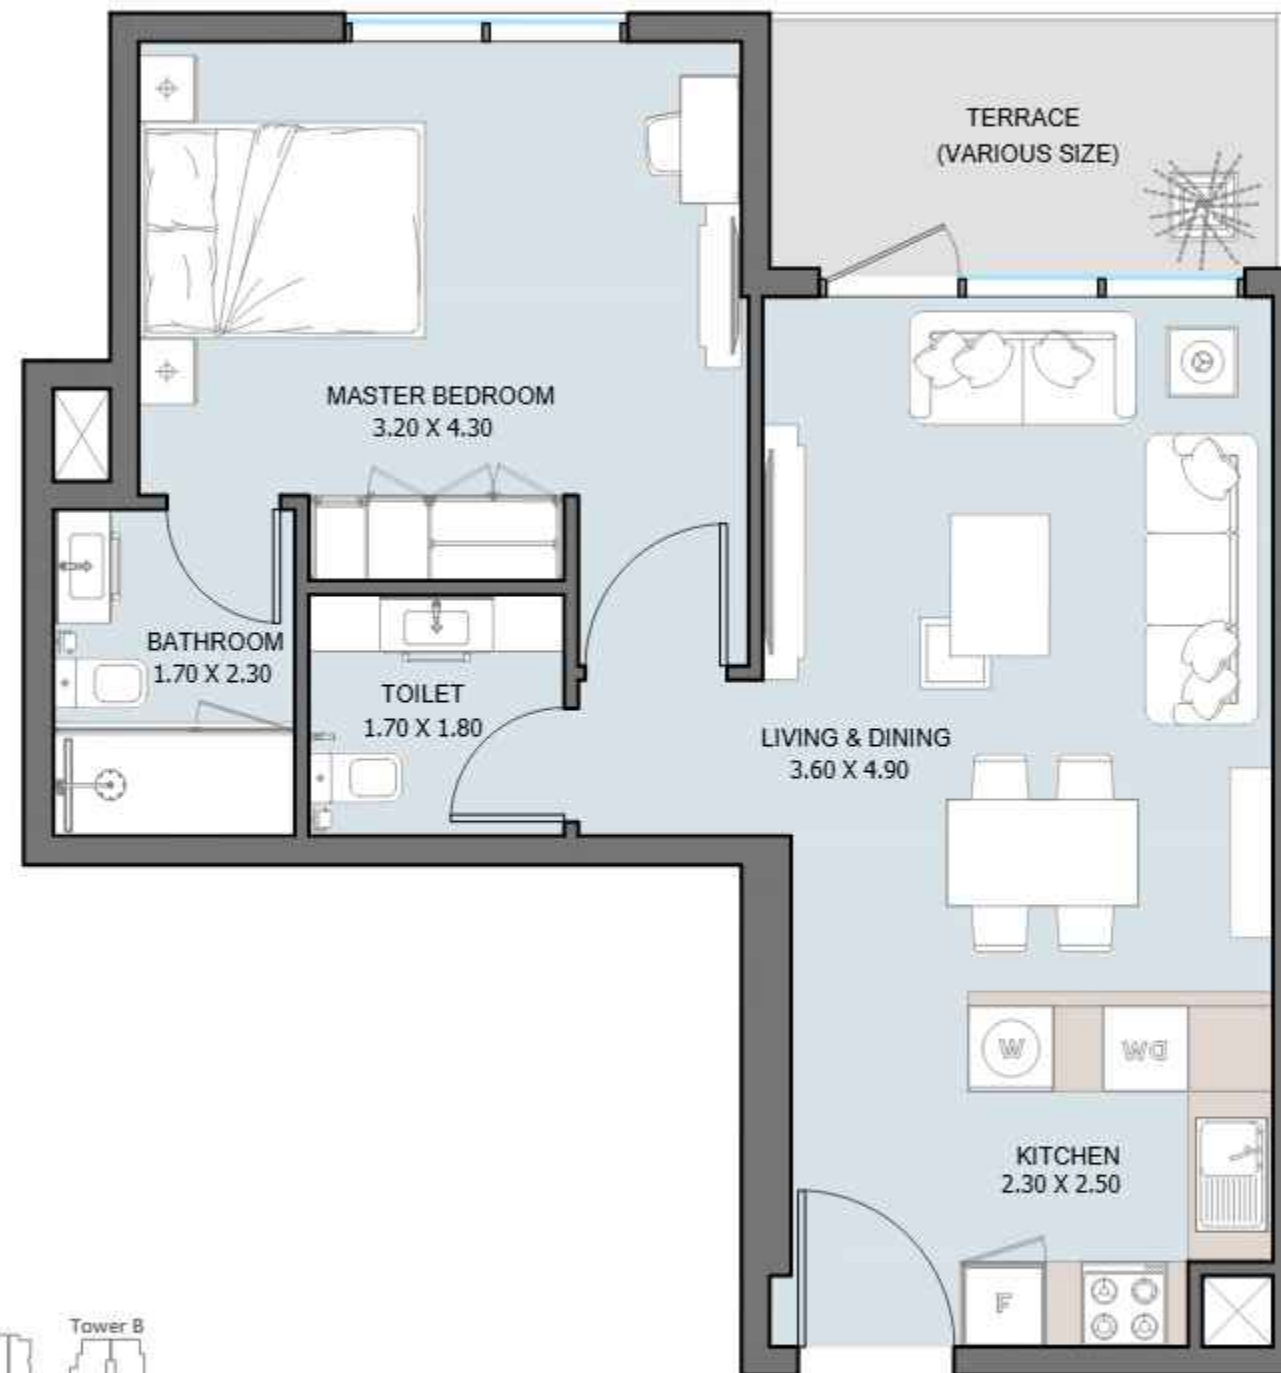 TERRACE
(VARIOUS SIZE)
MASTER BEDROOM
3.20 X 4.30
BATHROOM
1.70 X 2.30
TOILET
1.70 X 1.80
LIVING & DINING
3.60 X 4.90
W
DW
KITCHEN
2.30 X 2.50
F
Tower B